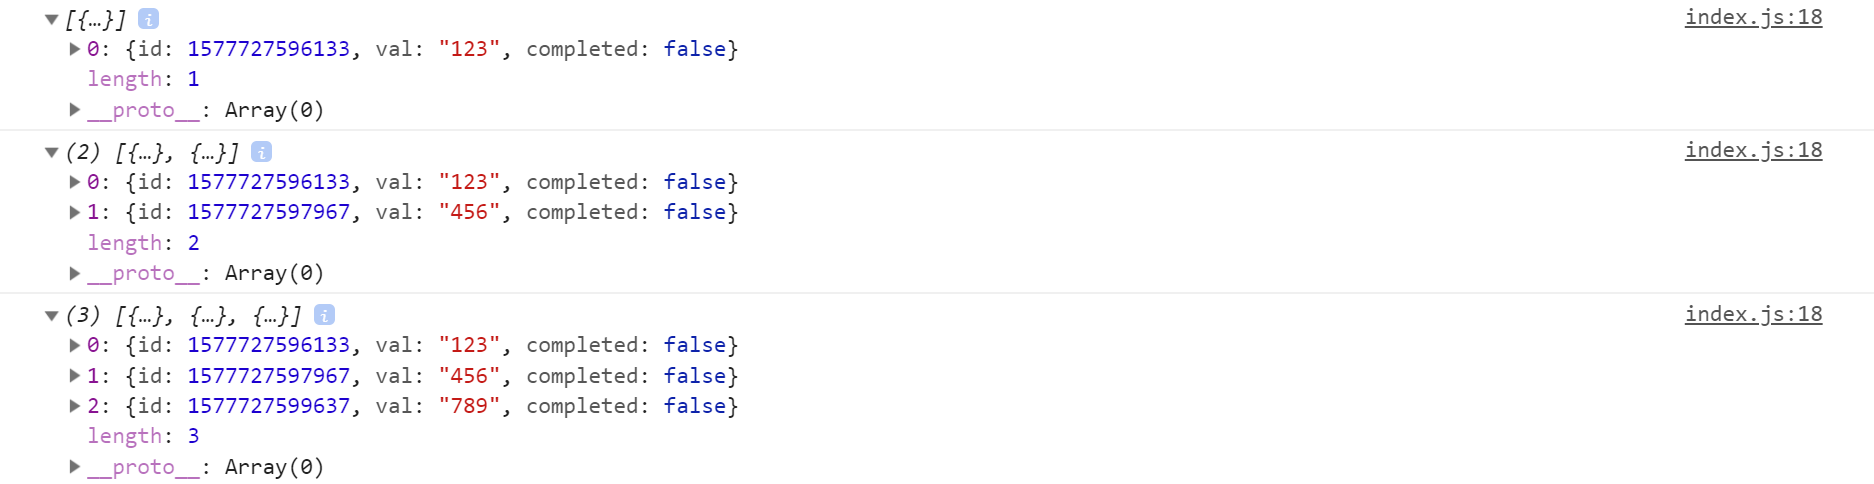 ▼[{…}] i index.js:18
▶0: {id: 1577727596133, val: "123", completed: false}
length: 1
▶__proto__: Array(0)
▼(2) [{…}, {…}] i index.js:18
▶0: {id: 1577727596133, val: "123", completed: false}
▶1: {id: 1577727597967, val: "456", completed: false}
length: 2
▶__proto__: Array(0)
▼(3) [{…}, {…}, {…}] i index.js:18
▶0: {id: 1577727596133, val: "123", completed: false}
▶1: {id: 1577727597967, val: "456", completed: false}
▶2: {id: 1577727599637, val: "789", completed: false}
length: 3
▶__proto__: Array(0)